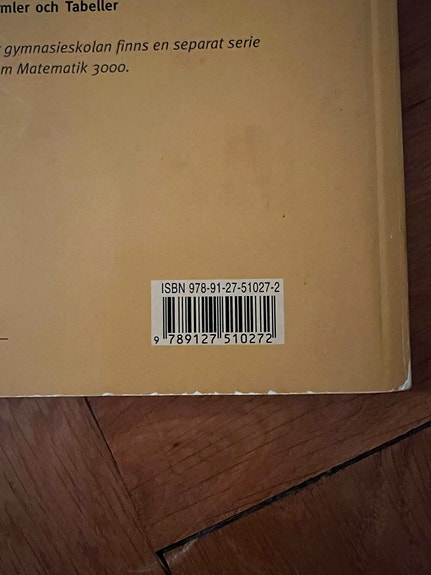 mler och Tabeller
gymnasieskolan finns en separat serie
m Matematik 3000.
ISBN 978-91-27-51027-2
9 789127 510272